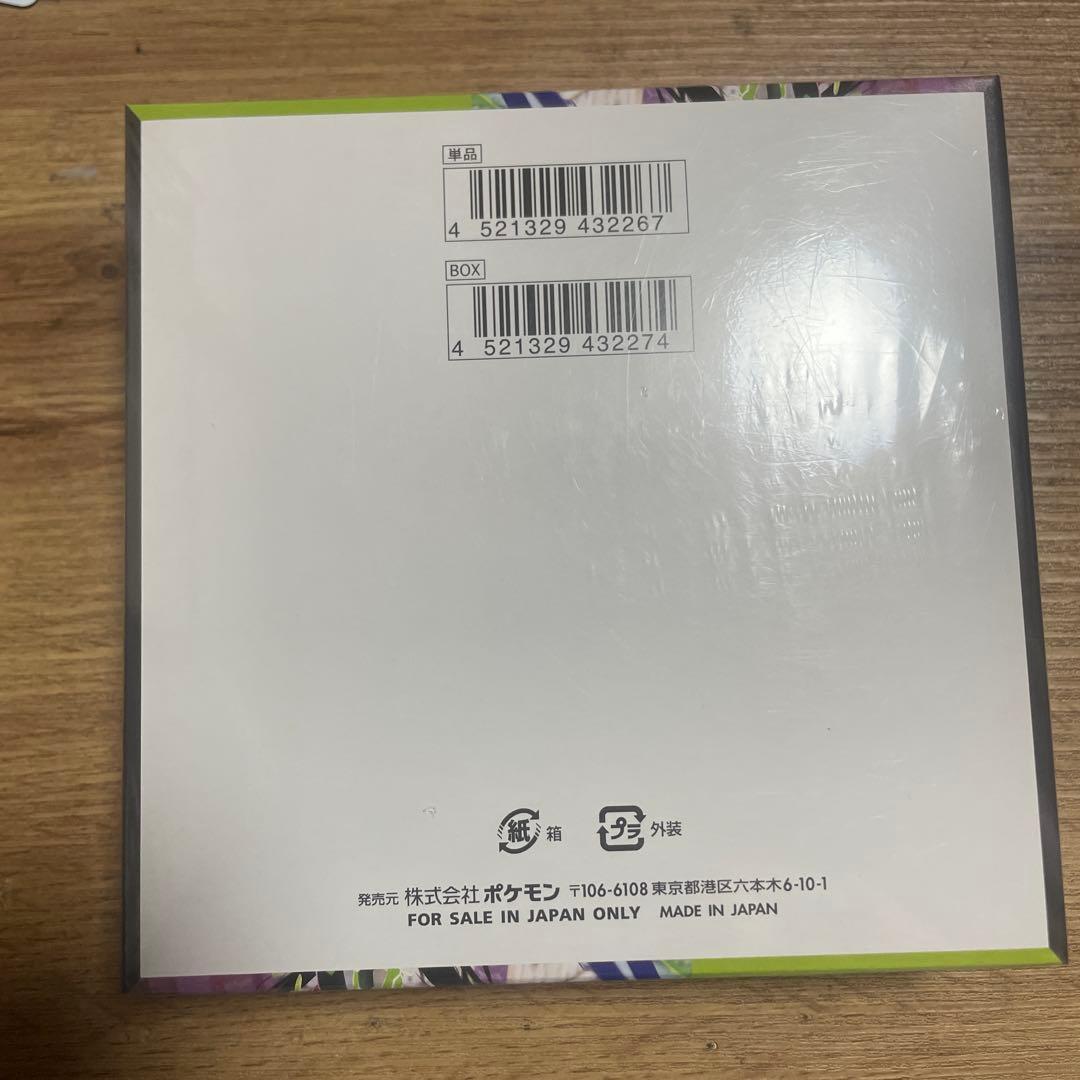 単品
4 521329 432267
BOX
4 521329 432274
紙 箱
プラ 外装
発売元 株式会社 ポケモン 〒106-6108 東京都港区六本木6-10-1
FOR SALE IN JAPAN ONLY MADE IN JAPAN